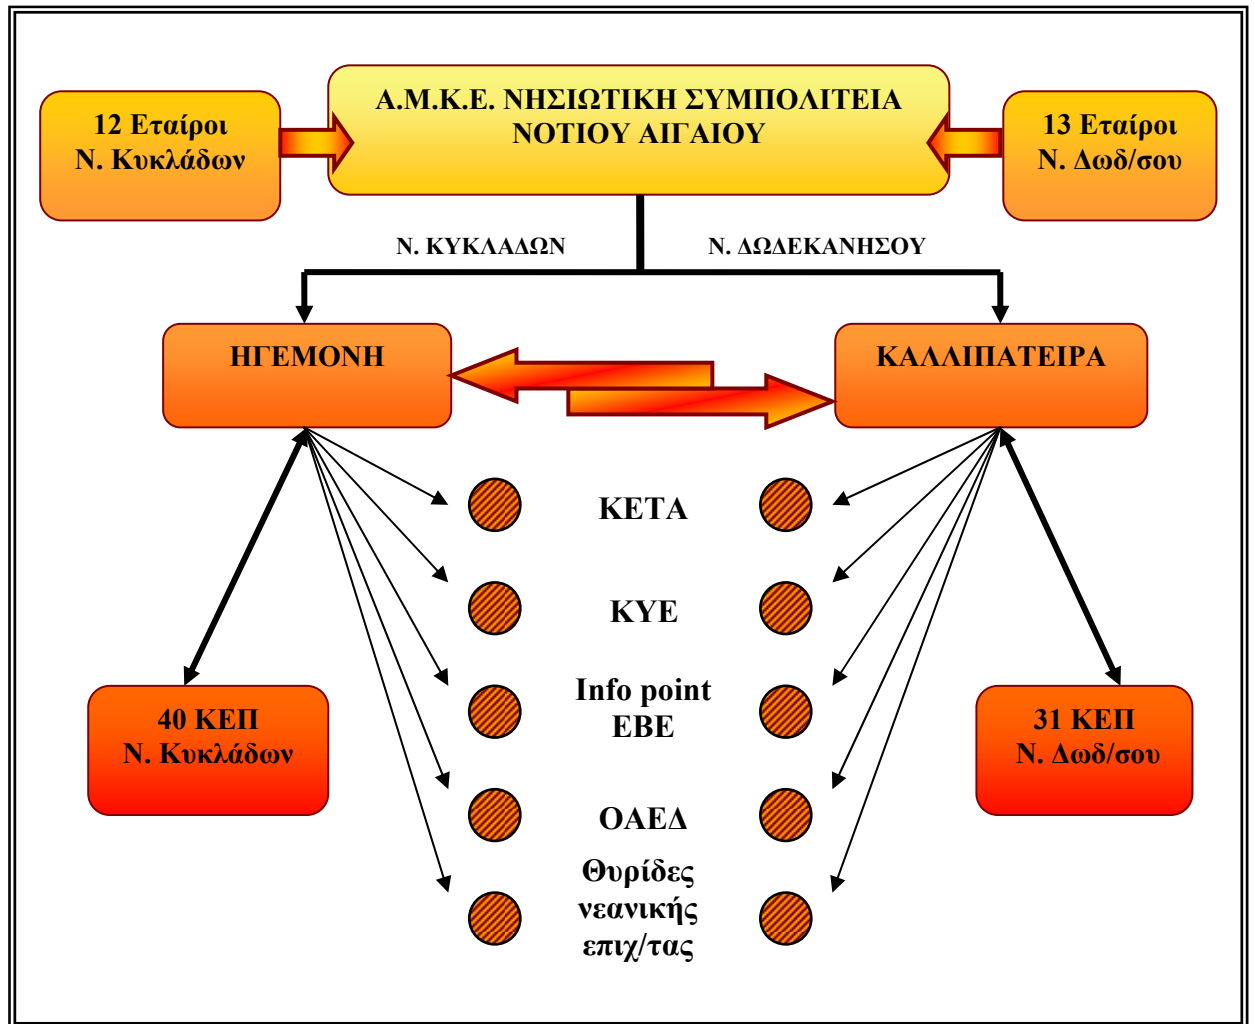 Α.Μ.Κ.Ε. ΝΗΣΙΩΤΙΚΗ ΣΥΜΠΟΛΙΤΕΙΑ
ΝΟΤΙΟΥ ΑΙΓΑΙΟΥ
12 Εταίροι
Ν. Κυκλάδων
13 Εταίροι
Ν. Δωδ/σου
Ν. ΚΥΚΛΑΔΩΝ
Ν. ΔΩΔΕΚΑΝΗΣΟΥ
ΗΓΕΜΟΝΗ
ΚΑΛΛΙΠΑΤΕΙΡΑ
ΚΕΤΑ
ΚΥΕ
Info point
ΕΒΕ
ΟΑΕΔ
Θυρίδες
νεανικής
επιχ/τας
40 ΚΕΠ
Ν. Κυκλάδων
31 ΚΕΠ
Ν. Δωδ/σου